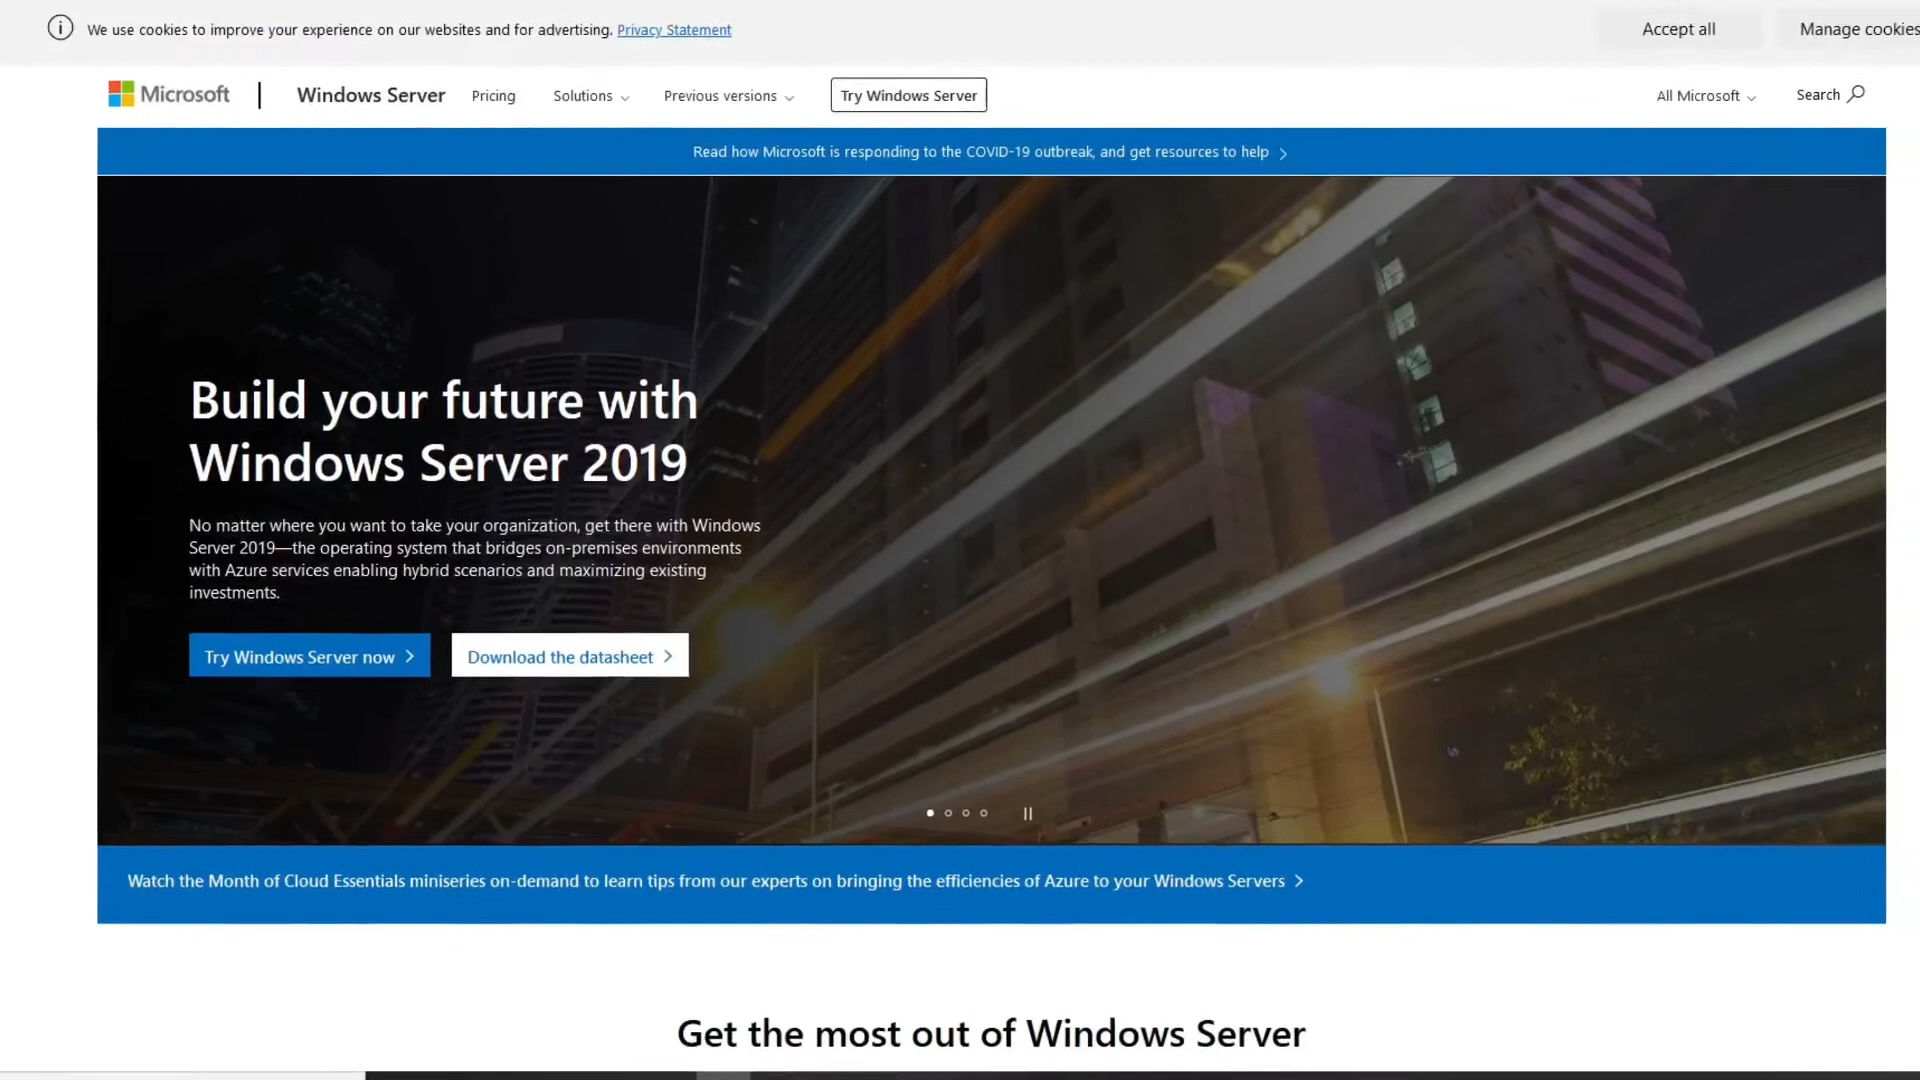 We use cookies to improve your experience on our websites and for advertising. Privacy Statement
Accept all
Manage cookies
Microsoft
Windows Server
Pricing
Solutions
Previous versions
Try Windows Server
All Microsoft
Search
Read how Microsoft is responding to the COVID-19 outbreak, and get resources to help
Build your future with
Windows Server 2019
No matter where you want to take your organization, get there with Windows
Server 2019—the operating system that bridges on-premises environments
with Azure services enabling hybrid scenarios and maximizing existing
investments.
Try Windows Server now
Download the datasheet
Watch the Month of Cloud Essentials miniseries on-demand to learn tips from our experts on bringing the efficiencies of Azure to your Windows Servers
Get the most out of Windows Server